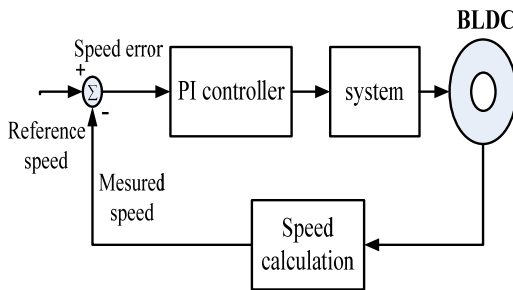 BLDC
Speed error
+
Σ
-
PI controller
system
Reference
speed
Mesured
speed
Speed
calculation